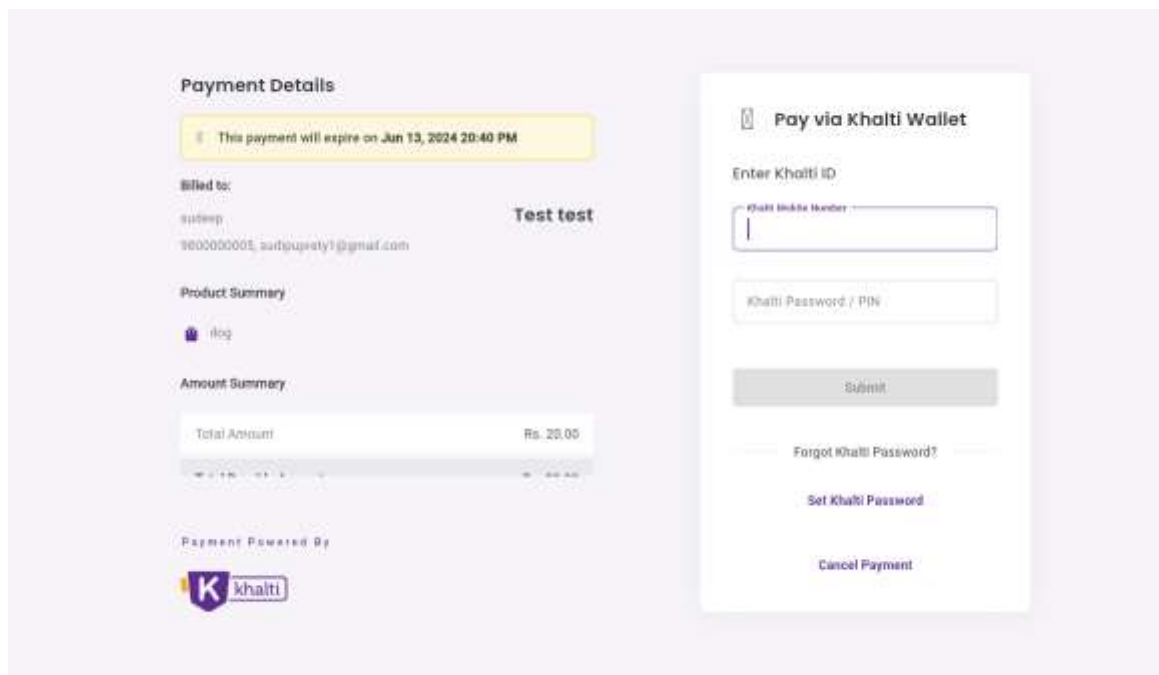 Payment Details
This payment will expire on Jun 13, 2024 20:40 PM
Billed to:
sudeep
Test test
9800000005, sudipuprety1@gmail.com
Product Summary
dog
Amount Summary
Total Amount Rs. 20.00
Payment Powered By
K khalti
Pay via Khalti Wallet
Enter Khalti ID
Khalti Mobile Number
Khalti Password / PIN
Submit
Forgot Khalti Password?
Set Khalti Password
Cancel Payment